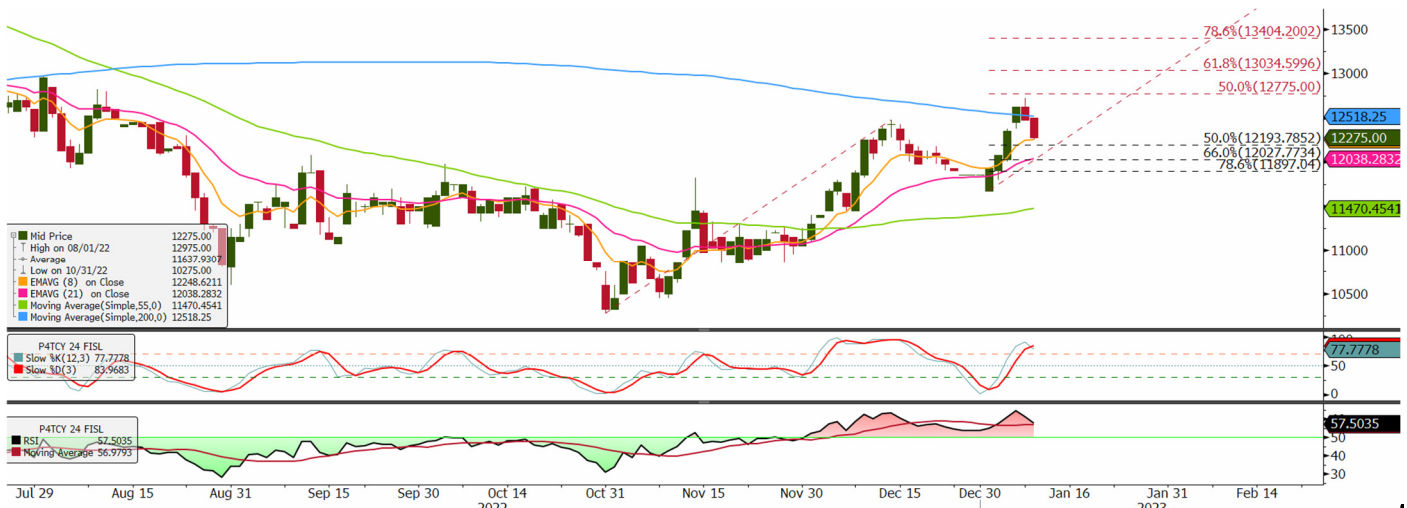 78.6%(13404.2002)
13500
61.8%(13034.5996)
13000
50.0%(12775.00)
12518.25
50.0%(12193.7852)
12275.00
66.0%(12027.7734)
12038.2832
78.6%(11897.04)
11470.4541
11000
10500
Mid Price 12275.00
High on 08/01/22 12975.00
Average 11637.9307
Low on 10/31/22 10275.00
EMAVG (8) on Close 12248.6211
EMAVG (21) on Close 12038.2832
Moving Average(Simple,55,0) 11470.4541
Moving Average(Simple,200,0) 12518.25
P4TCY 24 FISL
Slow %K(12,3) 77.7778
Slow %D(3) 83.9683
100
77.7778
50
0
P4TCY 24 FISL
RSI 57.5035
Moving Average 56.9793
57.5035
50
40
30
Jul 29 Aug 15 Aug 31 Sep 15 Sep 30 Oct 14 Oct 31 Nov 15 Nov 30 Dec 15 Dec 30 Jan 16 Jan 31 Feb 14
2022 2023